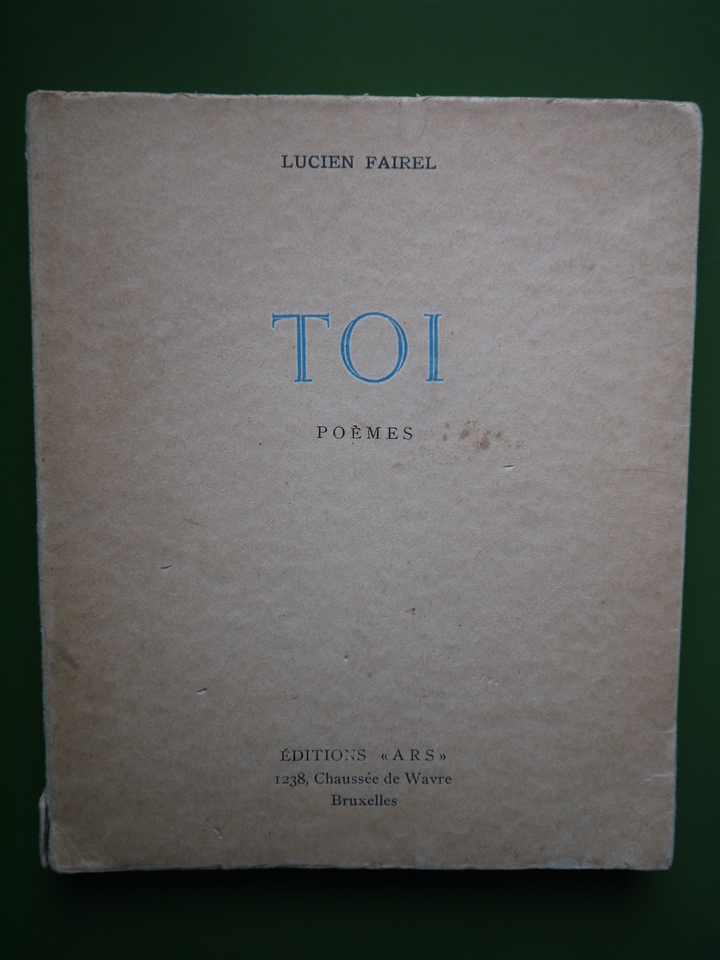 LUCIEN FAIREL
TOI
POÈMES
ÉDITIONS «ARS»
1238, Chaussée de Wavre
Bruxelles